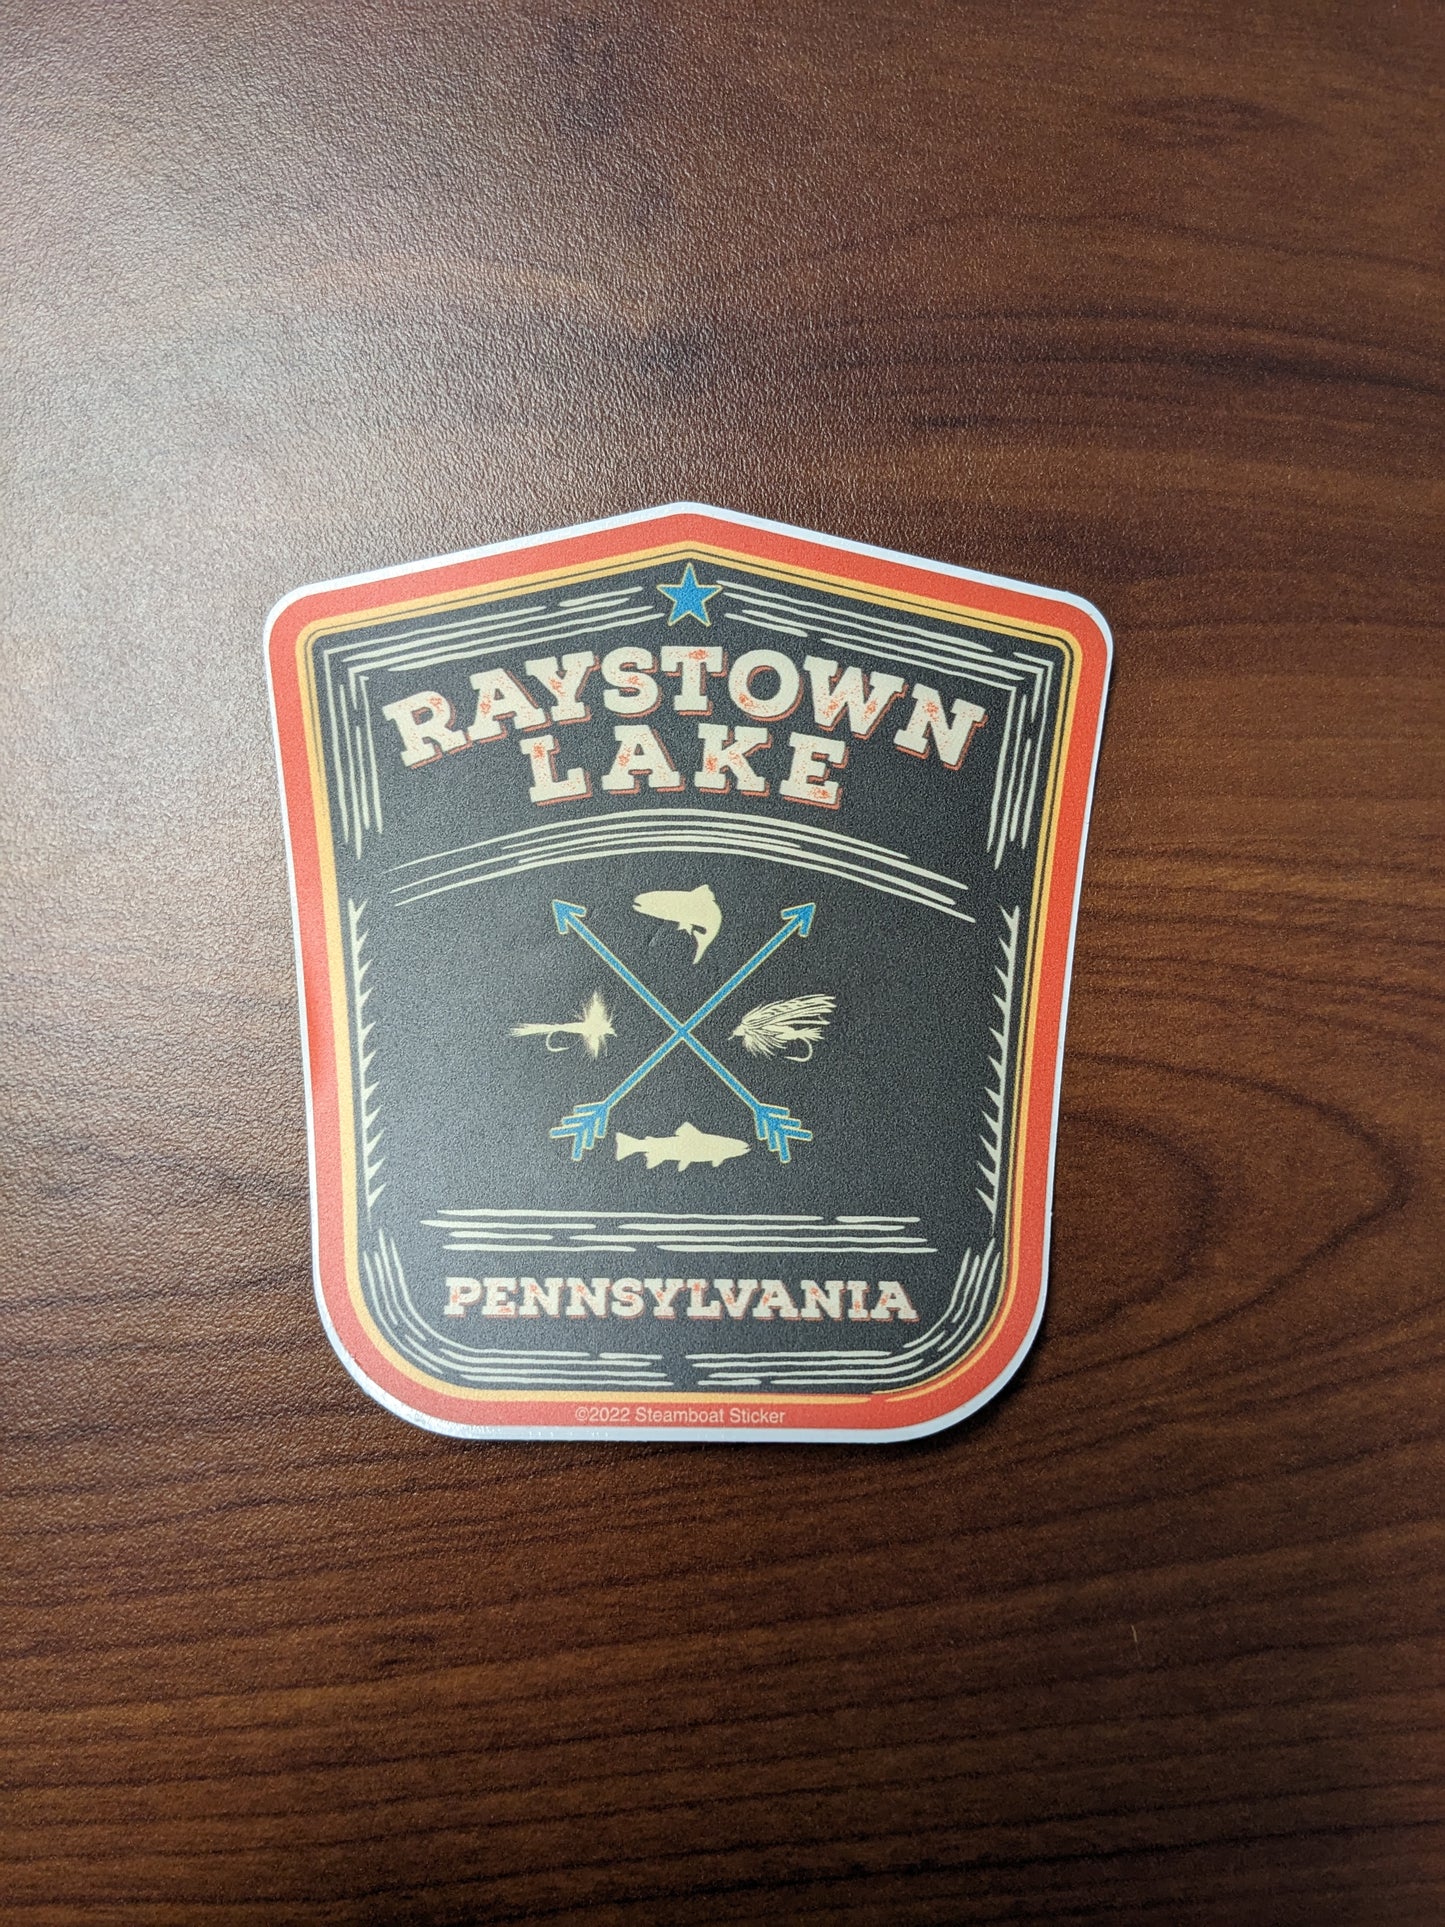 RAYSTOWN
LAKE
PENNSYLVANIA
©2022 Steamboat Sticker